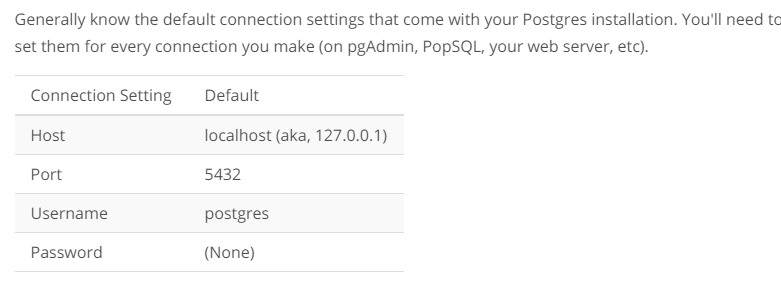 Generally know the default connection settings that come with your Postgres installation. You'll need to
set them for every connection you make (on pgAdmin, PopSQL, your web server, etc).
Connection Setting Default
Host localhost (aka, 127.0.0.1)
Port 5432
Username postgres
Password (None)